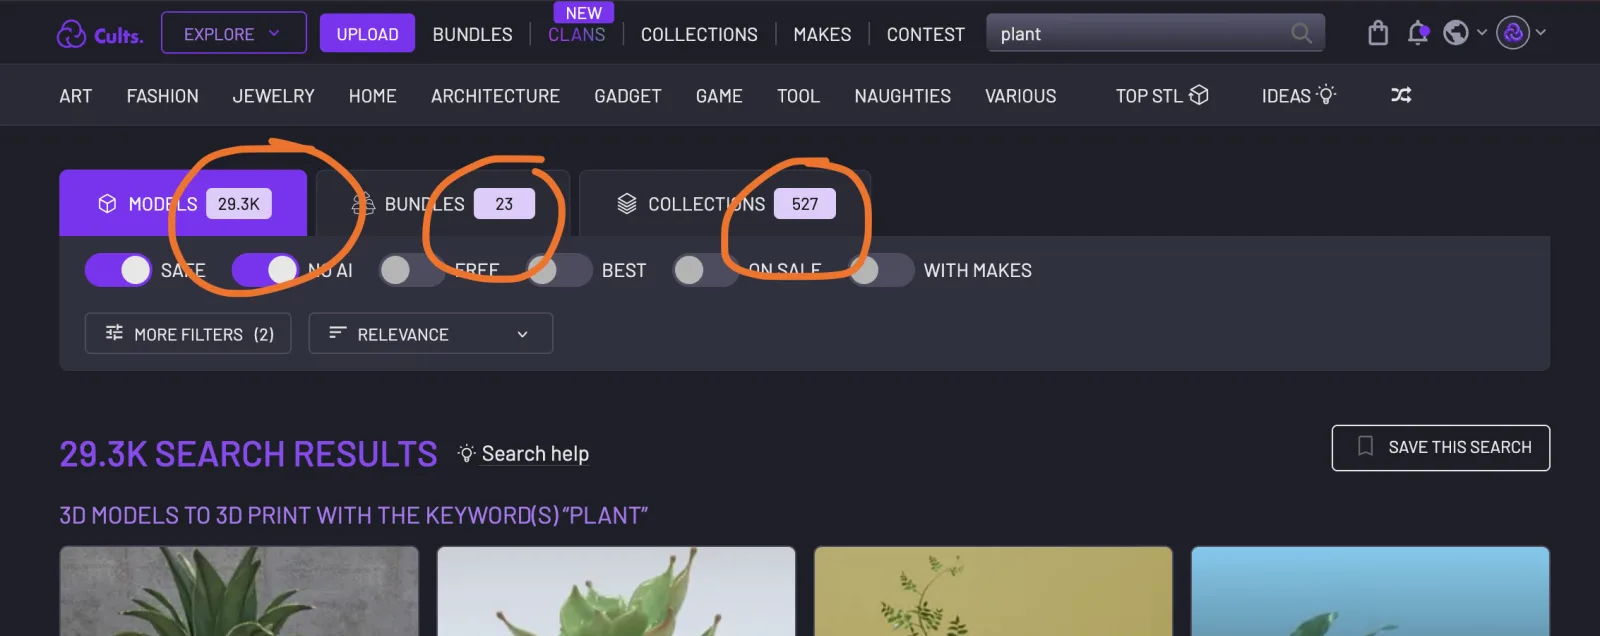 Cults.
EXPLORE
UPLOAD
BUNDLES
NEW
CLANS
COLLECTIONS
MAKES
CONTEST
plant
ART
FASHION
JEWELRY
HOME
ARCHITECTURE
GADGET
GAME
TOOL
NAUGHTIES
VARIOUS
TOP STL
IDEAS
MODELS 29.3K
BUNDLES 23
COLLECTIONS 527
SAFE
NO AI
FREE
BEST
ON SALE
WITH MAKES
MORE FILTERS (2)
RELEVANCE
29.3K SEARCH RESULTS
Search help
SAVE THIS SEARCH
3D MODELS TO 3D PRINT WITH THE KEYWORD(S) “PLANT”